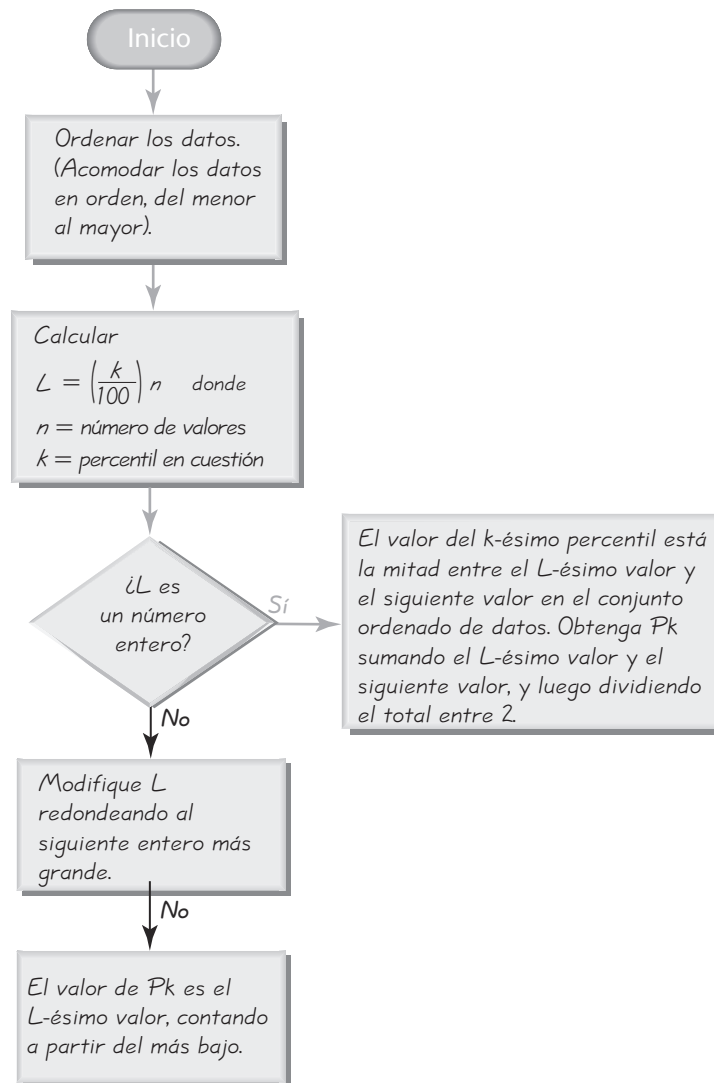 Inicio
Ordenar los datos.
(Acomodar los datos
en orden, del menor
al mayor).
Calcular
L = (k/100) n donde
n = número de valores
k = percentil en cuestión
¿L es
un número
entero?
Sí
El valor del k-ésimo percentil está
la mitad entre el L-ésimo valor y
el siguiente valor en el conjunto
ordenado de datos. Obtenga Pk
sumando el L-ésimo valor y el
siguiente valor, y luego dividiendo
el total entre 2.
No
Modifique L
redondeando al
siguiente entero más
grande.
No
El valor de Pk es el
L-ésimo valor, contando
a partir del más bajo.